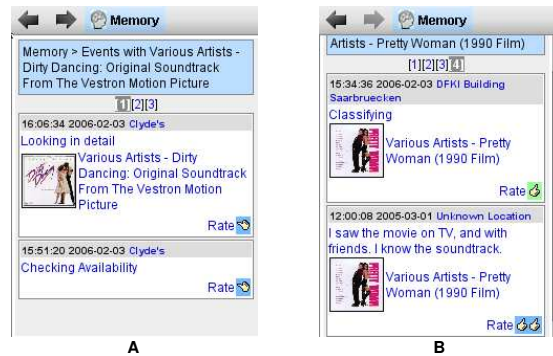 Memory
Memory > Events with Various Artists -
Dirty Dancing: Original Soundtrack
From The Vestron Motion
Picture
[1][2][3]
16:06:34 2006-02-03 Clyde's
Looking in detail
Various Artists - Dirty
Dancing: Original Soundtrack
From The Vestron Motion
Picture
Rate
15:51:20 2006-02-03 Clyde's
Checking Availability
Rate
A
Memory
Artists - Pretty Woman (1990 Film)
[1][2][3][4]
15:34:36 2006-02-03 DFKI Building
Saarbruecken
Classifying
Various Artists - Pretty
Woman (1990 Film)
Rate
12:00:08 2005-03-01 Unknown Location
I saw the movie on TV, and with
friends. I know the soundtrack.
Various Artists - Pretty
Woman (1990 Film)
Rate
B